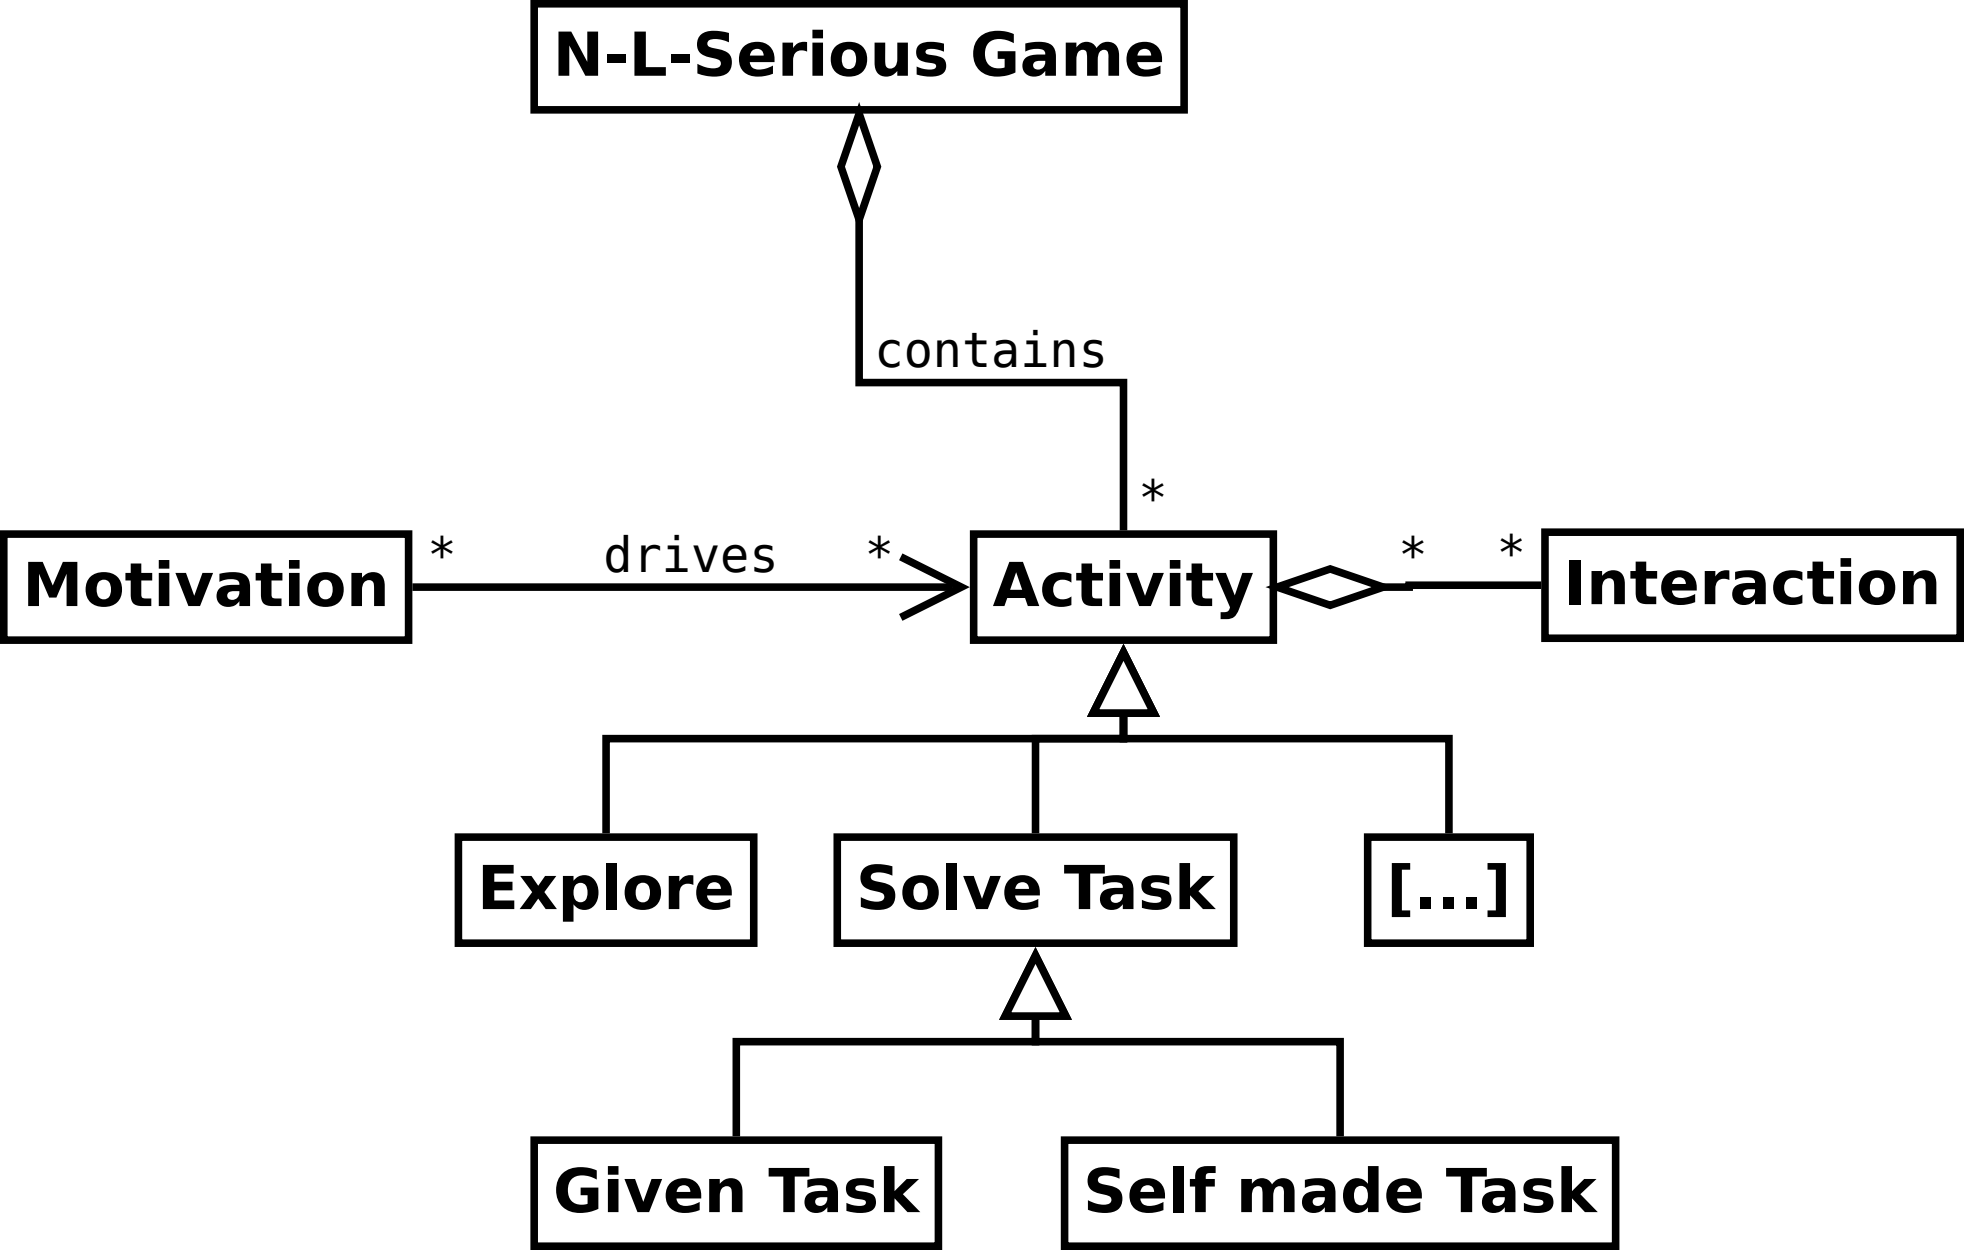 N-L-Serious Game
contains
*
Motivation
*
drives
*
Activity
*
*
Interaction
Explore
Solve Task
[...]
Given Task
Self made Task